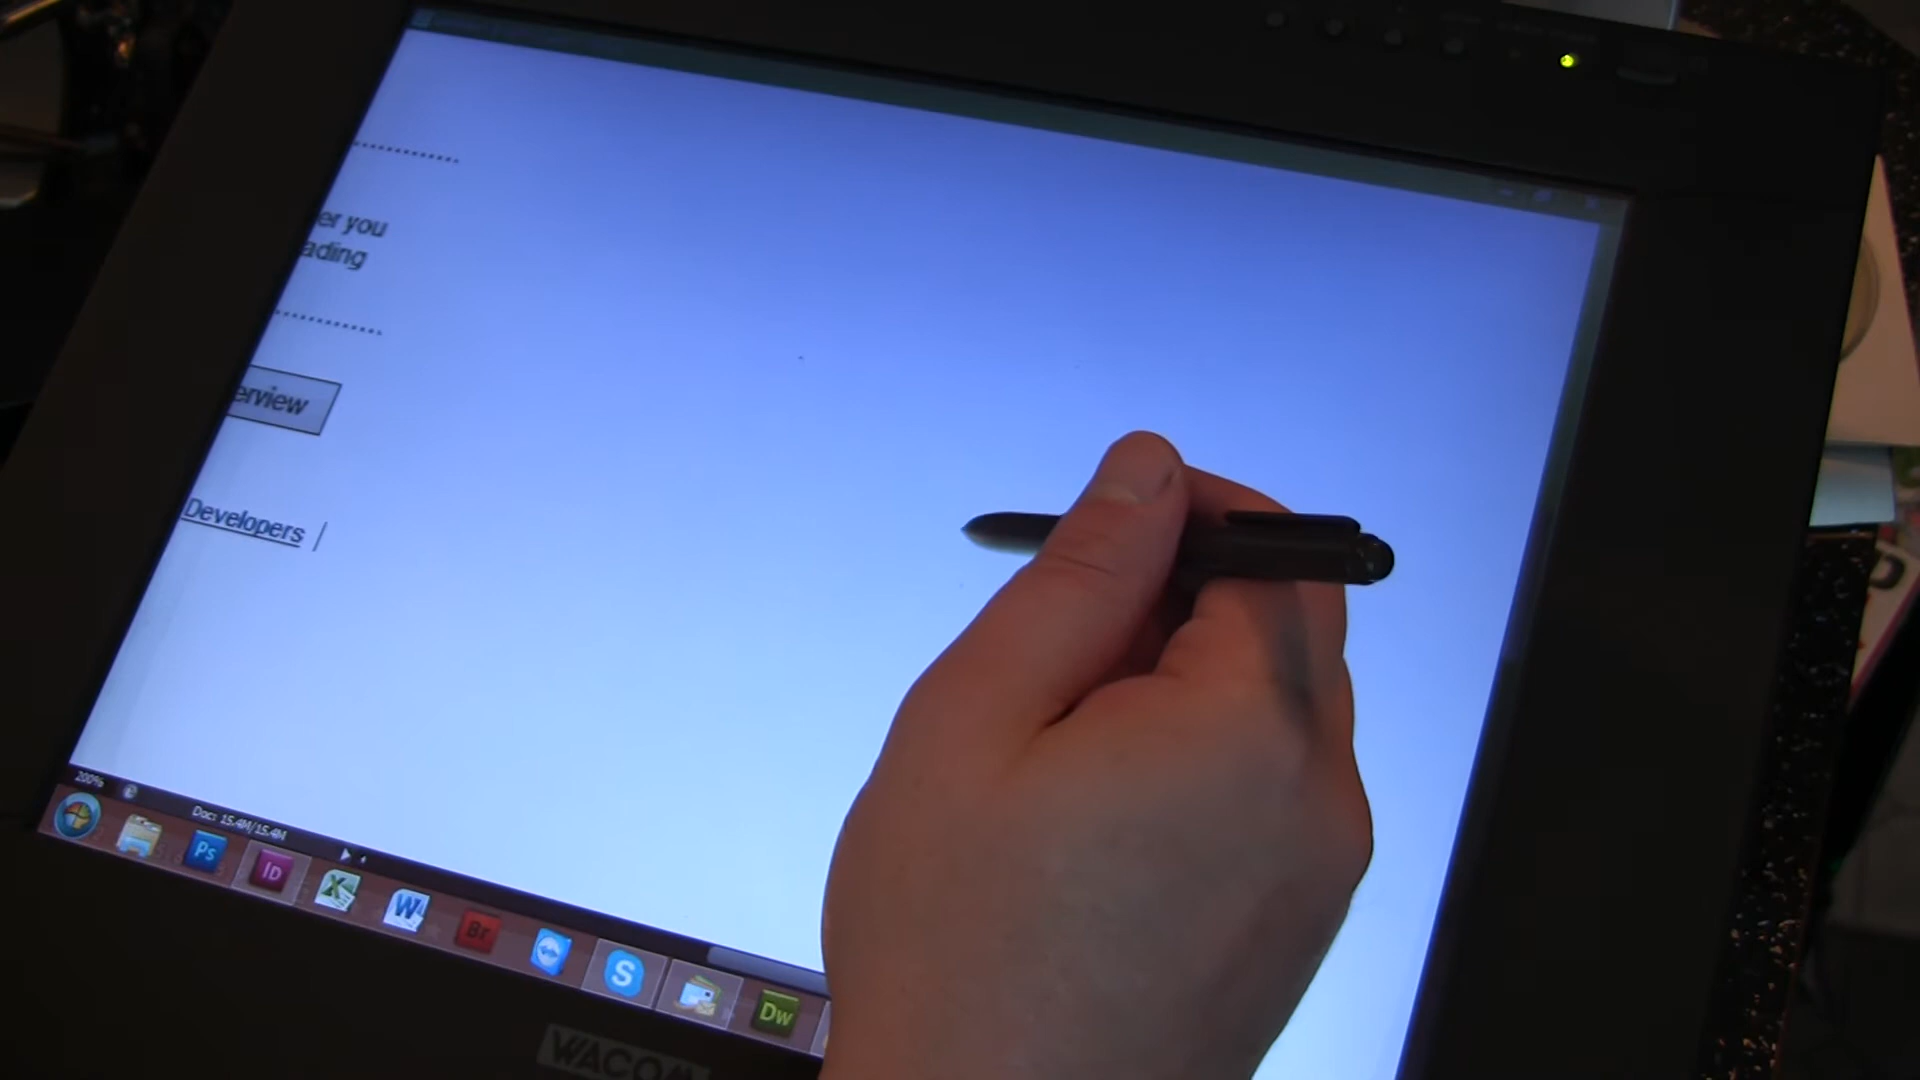 er you
ading
erview
Developers |
200%
Doc: 15.4M/15.4M
Ps
Id
X
W
Br
S
Dw
WACOM